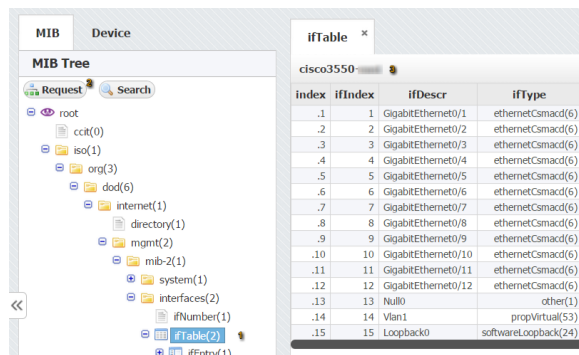 MIB Device
MIB Tree
Request Search
root
ccit(0)
iso(1)
org(3)
dod(6)
internet(1)
directory(1)
mgmt(2)
mib-2(1)
system(1)
interfaces(2)
ifNumber(1)
ifTable(2)
ifEntry(1)
ifTable ×
cisco3550-
index ifIndex ifDescr ifType
.1 1 GigabitEthernet0/1 ethernetCsmacd(6)
.2 2 GigabitEthernet0/2 ethernetCsmacd(6)
.3 3 GigabitEthernet0/3 ethernetCsmacd(6)
.4 4 GigabitEthernet0/4 ethernetCsmacd(6)
.5 5 GigabitEthernet0/5 ethernetCsmacd(6)
.6 6 GigabitEthernet0/6 ethernetCsmacd(6)
.7 7 GigabitEthernet0/7 ethernetCsmacd(6)
.8 8 GigabitEthernet0/8 ethernetCsmacd(6)
.9 9 GigabitEthernet0/9 ethernetCsmacd(6)
.10 10 GigabitEthernet0/10 ethernetCsmacd(6)
.11 11 GigabitEthernet0/11 ethernetCsmacd(6)
.12 12 GigabitEthernet0/12 ethernetCsmacd(6)
.13 13 Null0 other(1)
.14 14 Vlan1 propVirtual(53)
.15 15 Loopback0 softwareLoopback(24)